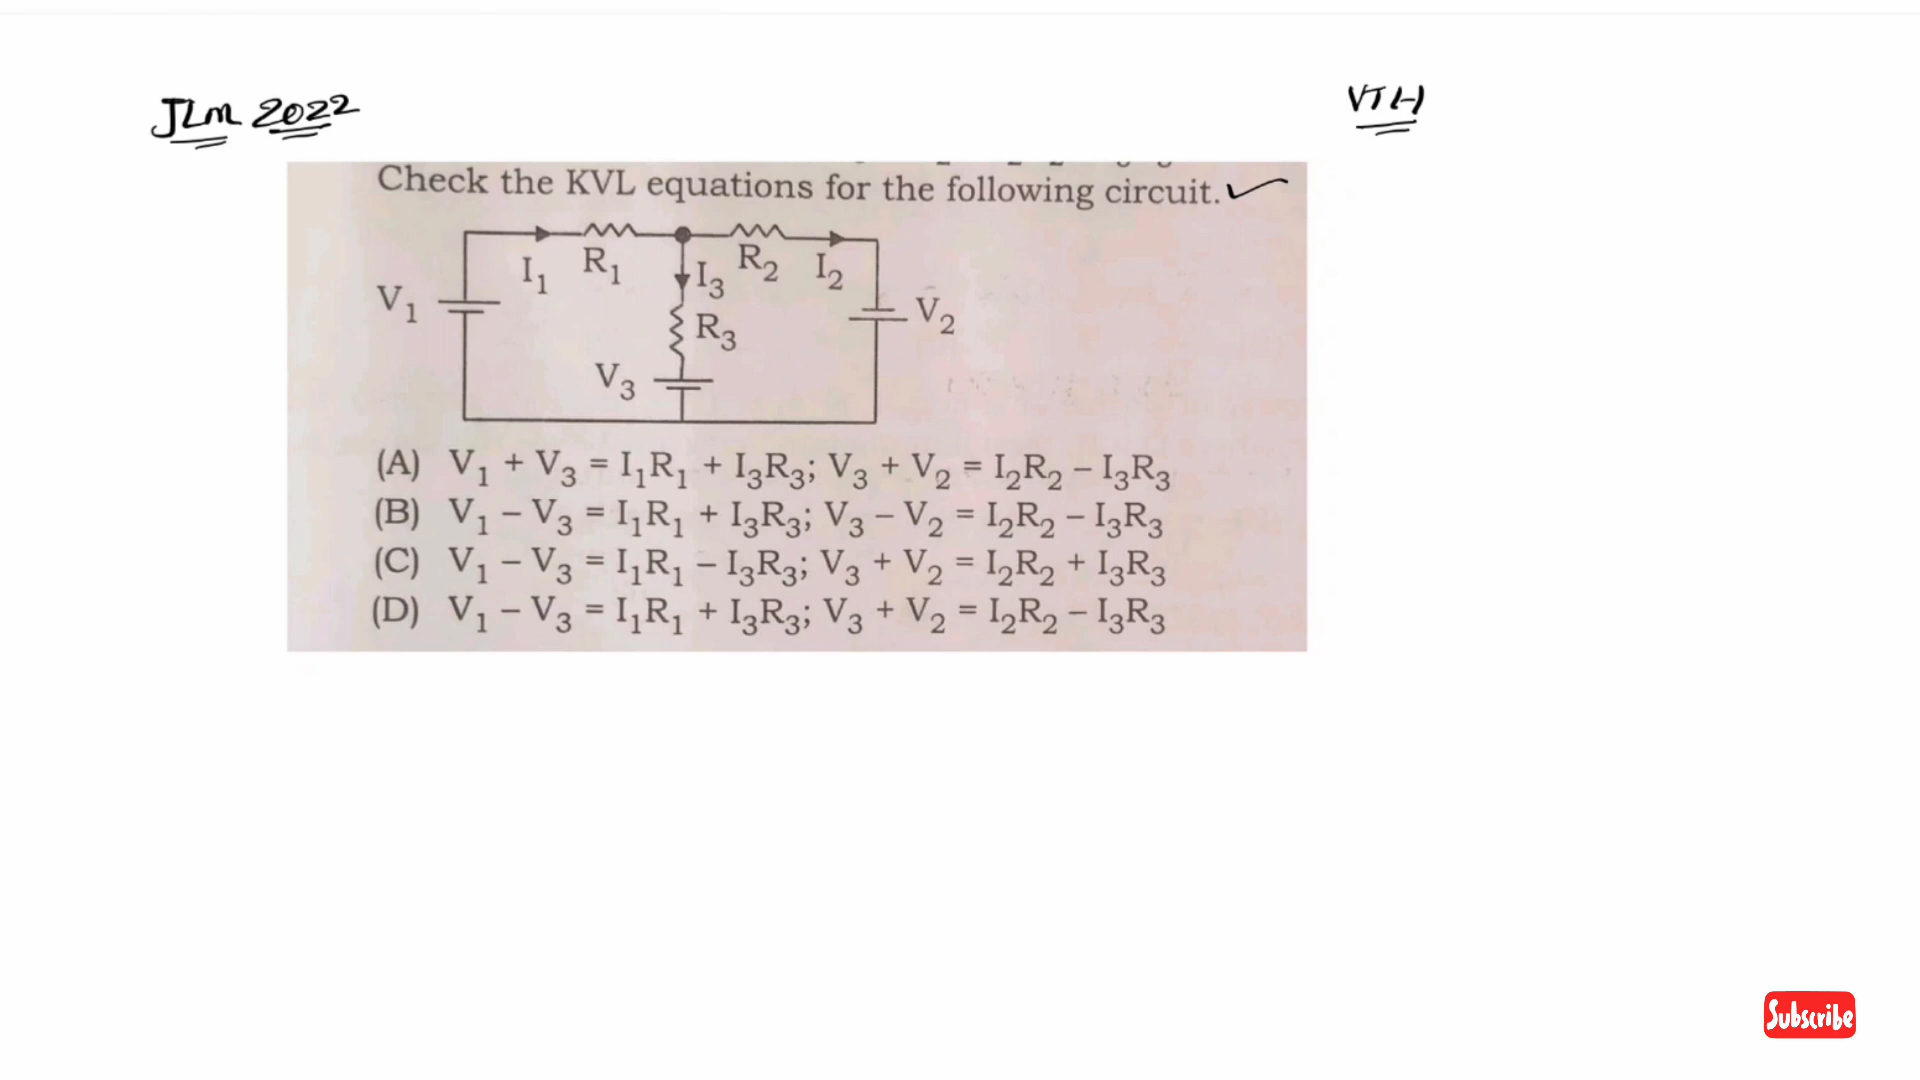 JLM 2022
VTH
Check the KVL equations for the following circuit.
I₁ R₁ I₃ R₂ I₂
V₁ R₃ V₂
V₃
(A) V₁ + V₃ = I₁R₁ + I₃R₃; V₃ + V₂ = I₂R₂ – I₃R₃
(B) V₁ – V₃ = I₁R₁ + I₃R₃; V₃ – V₂ = I₂R₂ – I₃R₃
(C) V₁ – V₃ = I₁R₁ – I₃R₃; V₃ + V₂ = I₂R₂ + I₃R₃
(D) V₁ – V₃ = I₁R₁ + I₃R₃; V₃ + V₂ = I₂R₂ – I₃R₃
Subscribe